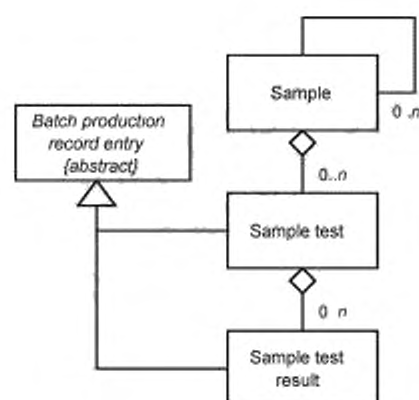 Sample
0..n
Batch production
record entry
{abstract}
0..n
Sample test
0 n
Sample test
result